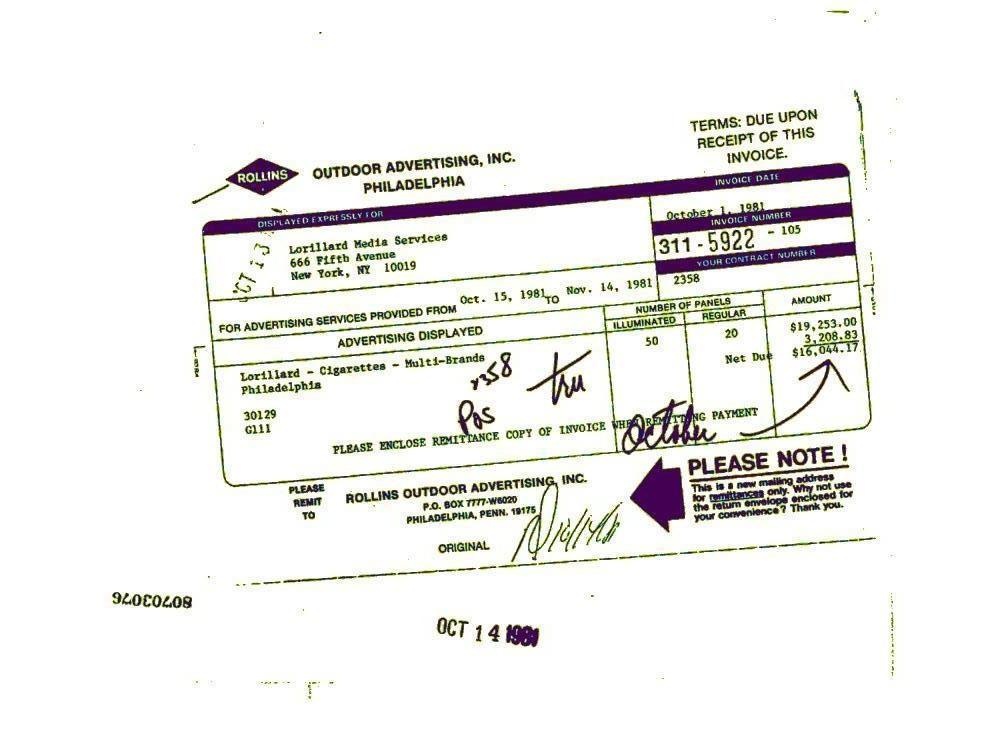 TERMS: DUE UPON
RECEIPT OF THIS
INVOICE.
ROLLINS OUTDOOR ADVERTISING, INC.
PHILADELPHIA
INVOICE DATE
DISPLAYED EXPRESSLY FOR
October 1, 1981
INVOICE NUMBER
OCT 13
Lorillard Media Services
666 Fifth Avenue
New York, NY 10019
311-5922 - 105
YOUR CONTRACT NUMBER
2358
FOR ADVERTISING SERVICES PROVIDED FROM Oct. 15, 1981 TO Nov. 14, 1981
ADVERTISING DISPLAYED
NUMBER OF PANELS
ILLUMINATED REGULAR
AMOUNT
50 20 $19,253.00
3,208.83
Net Due $16,044.17
Lorillard - Cigarettes - Multi-Brands
Philadelphia
30129
G111
Pos
October
PLEASE ENCLOSE REMITTANCE COPY OF INVOICE WHEN REMITTING PAYMENT
PLEASE
REMIT
TO
ROLLINS OUTDOOR ADVERTISING, INC.
P.O. BOX 7777-W6020
PHILADELPHIA, PENN. 19175
ORIGINAL
PLEASE NOTE !
This is a new mailing address
for remittances only. Why not use
the return envelope enclosed for
your convenience? Thank you.
80703076
OCT 14 1981